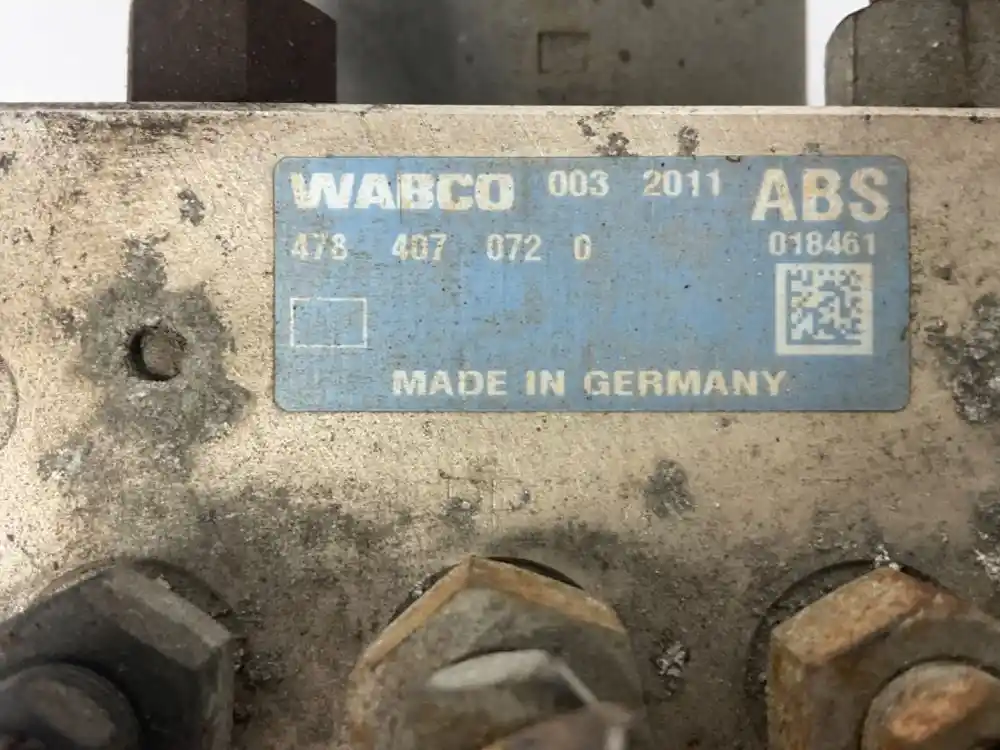 WABCO 003 2011 ABS
478 407 072 0 018461
MADE IN GERMANY